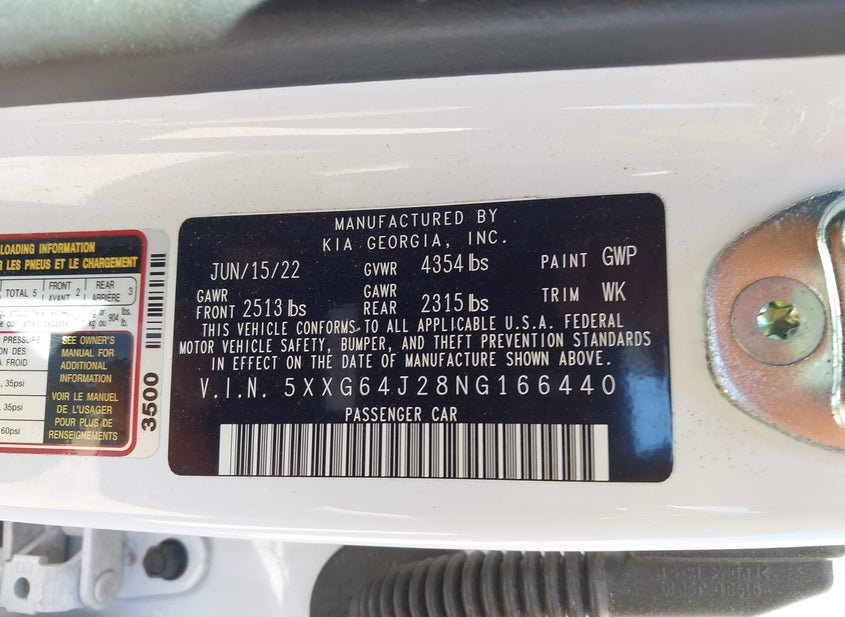 MANUFACTURED BY
KIA GEORGIA, INC.
JUN/15/22 GVWR 4354 lbs PAINT GWP
GAWR FRONT 2513 lbs GAWR REAR 2315 lbs TRIM WK
THIS VEHICLE CONFORMS TO ALL APPLICABLE U.S.A. FEDERAL
MOTOR VEHICLE SAFETY, BUMPER, AND THEFT PREVENTION STANDARDS
IN EFFECT ON THE DATE OF MANUFACTURE SHOWN ABOVE.
V.I.N. 5XXG64J28NG166440
PASSENGER CAR
LOADING INFORMATION
LES PNEUS ET LE CHARGEMENT
TOTAL 5 FRONT AVANT 2 REAR ARRIÈRE 3
PRESSURE
DES
FROID
, 35psi
, 35psi
60psi
SEE OWNER'S
MANUAL FOR
ADDITIONAL
INFORMATION
VOIR LE MANUEL
DE L'USAGER
POUR PLUS DE
RENSEIGNEMENTS
3500